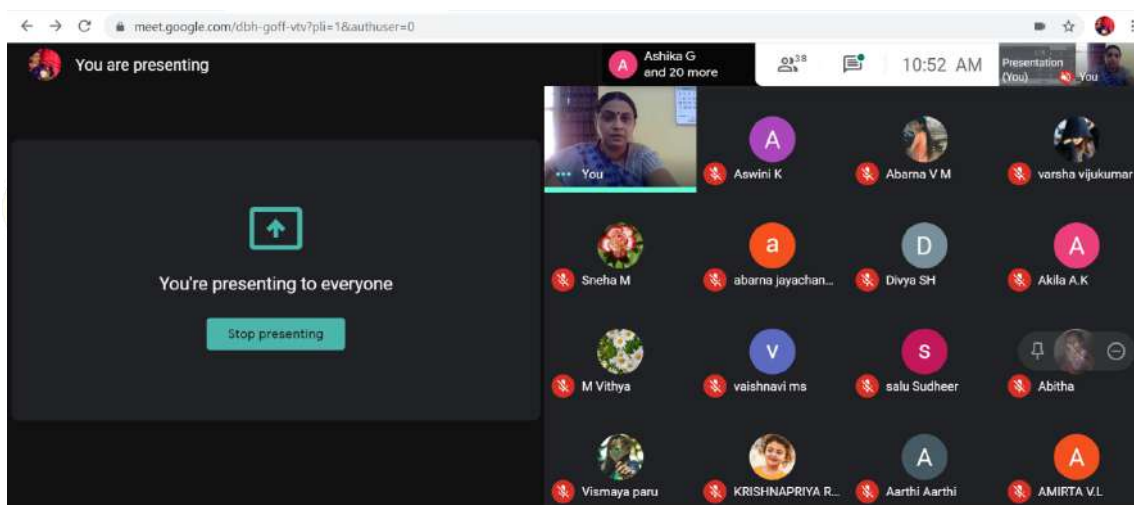 meet.google.com/dbh-goff-vtv?pli=1&authuser=0
You are presenting
A
Ashika G
and 20 more
38
10:52 AM
Presentation
(You)
You
You're presenting to everyone
Stop presenting
You
A
Aswini K
Abarna V M
varsha vijukumar
Sneha M
a
abarna jayachan...
D
Divya SH
A
Akila A.K
M Vithya
v
vaishnavi ms
s
salu Sudheer
Abitha
Vismaya paru
KRISHNAPRIYA R...
A
Aarthi Aarthi
A
AMIRTA V.L